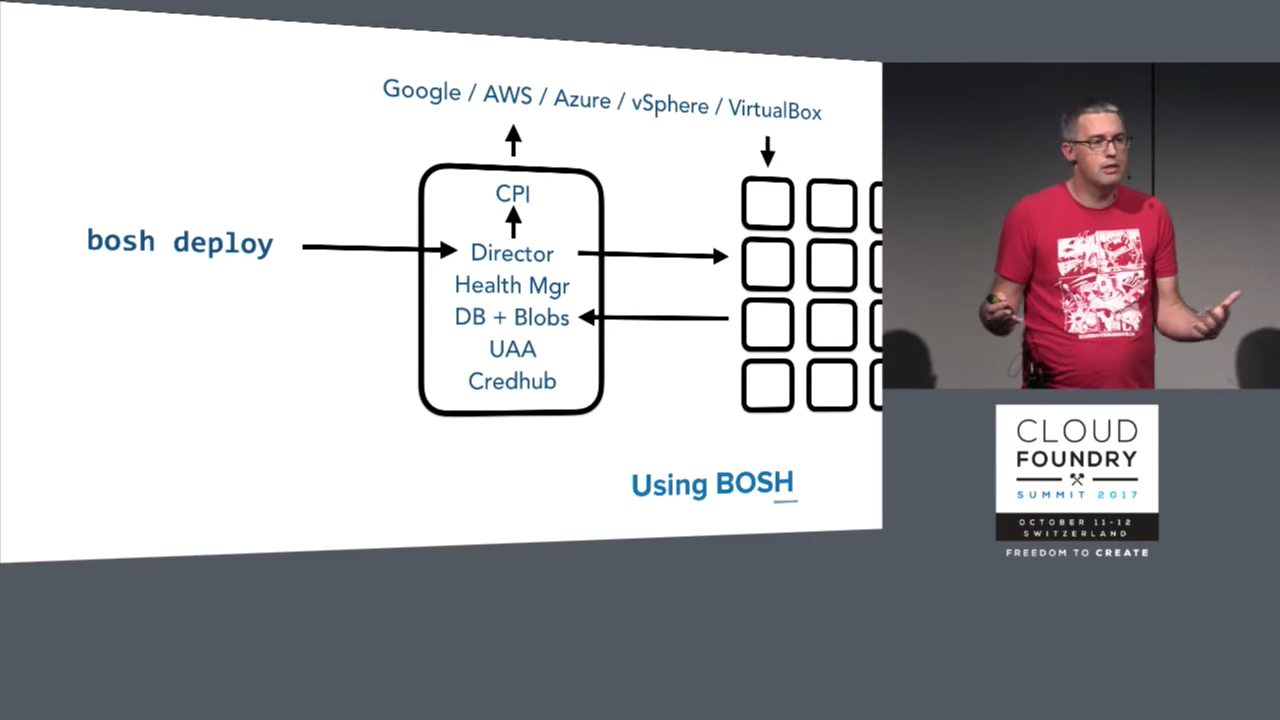 Google / AWS / Azure / vSphere / VirtualBox
CPI
bosh deploy
Director
Health Mgr
DB + Blobs
UAA
Credhub
Using BOSH
CLOUD
FOUNDRY
SUMMIT 2017
OCTOBER 11-12
SWITZERLAND
FREEDOM TO CREATE